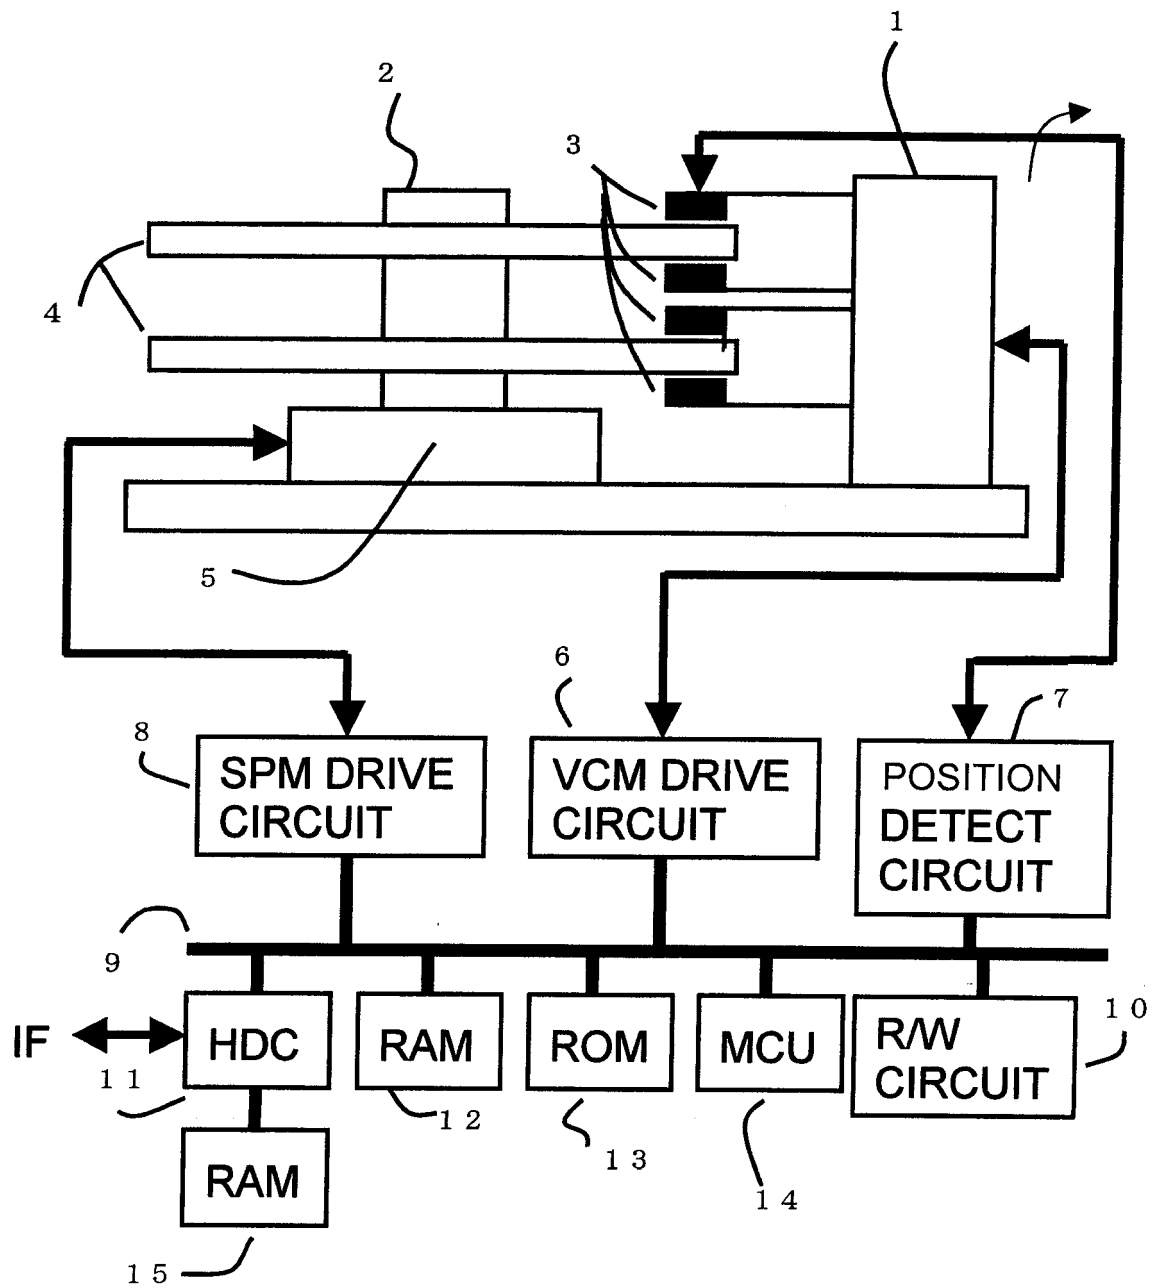 1
2
3
4
5
6
7
8
SPM DRIVE
CIRCUIT
VCM DRIVE
CIRCUIT
POSITION
DETECT
CIRCUIT
9
IF
HDC
RAM
ROM
MCU
R/W
CIRCUIT
10
11
12
13
14
RAM
15